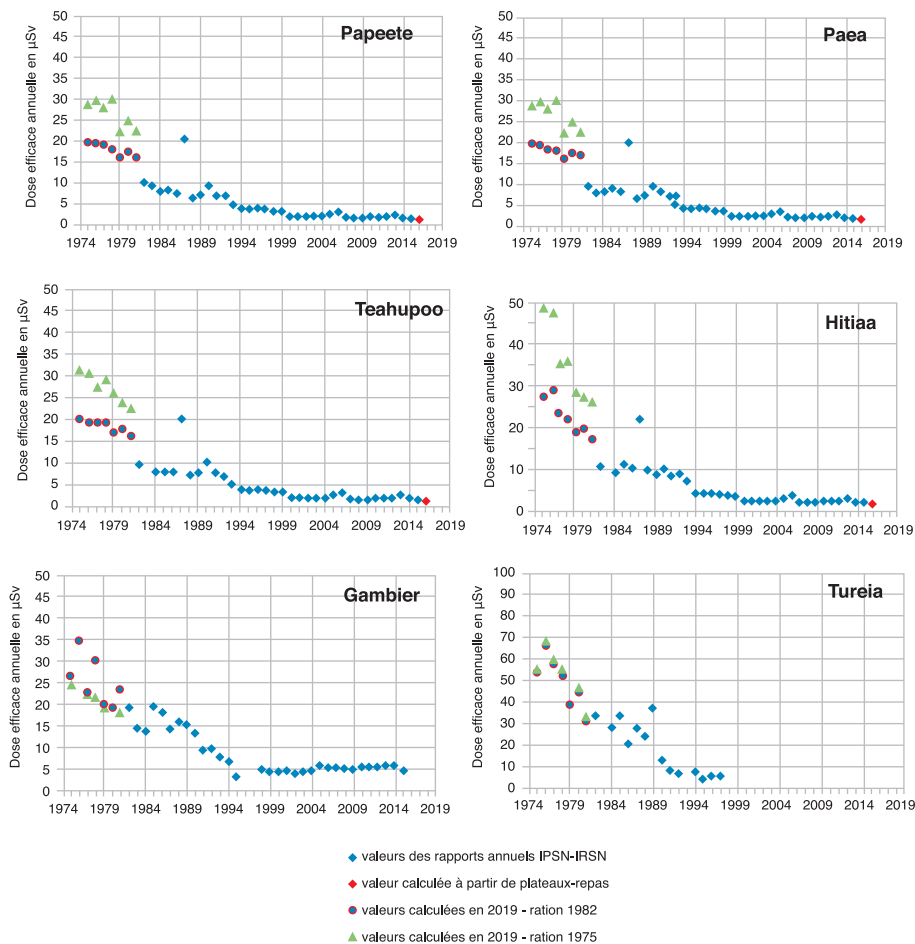 Papeete
Dose efficace annuelle en µSv
50
45
40
35
30
25
20
15
10
5
0
1974 1979 1984 1989 1994 1999 2004 2009 2014 2019
Paea
Dose efficace annuelle en µSv
50
45
40
35
30
25
20
15
10
5
0
1974 1979 1984 1989 1994 1999 2004 2009 2014 2019
Teahupoo
Dose efficace annuelle en µSv
50
45
40
35
30
25
20
15
10
5
0
1974 1979 1984 1989 1994 1999 2004 2009 2014 2019
Hitiaa
Dose efficace annuelle en µSv
50
40
30
20
10
0
1974 1979 1984 1989 1994 1999 2004 2009 2014 2019
Gambier
Dose efficace annuelle en µSv
50
45
40
35
30
25
20
15
10
5
0
1974 1979 1984 1989 1994 1999 2004 2009 2014 2019
Tureia
Dose efficace annuelle en µSv
100
90
80
70
60
50
40
30
20
10
0
1974 1979 1984 1989 1994 1999 2004 2009 2014 2019
valeurs des rapports annuels IPSN-IRSN
valeur calculée à partir de plateaux-repas
valeurs calculées en 2019 - ration 1982
valeurs calculées en 2019 - ration 1975